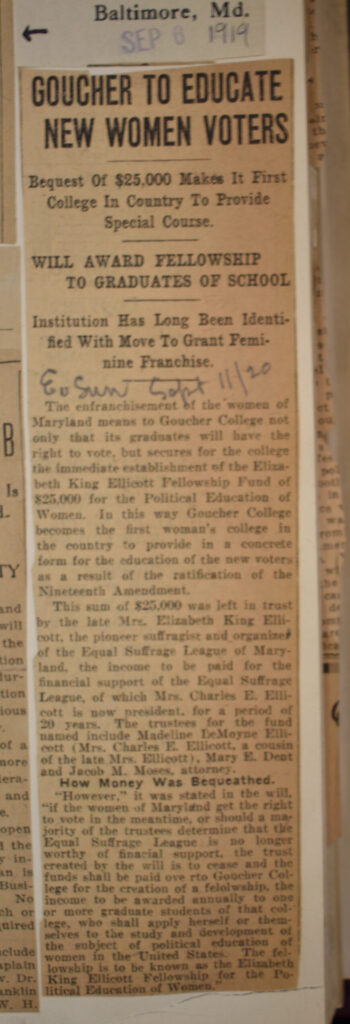 Baltimore, Md.
SEP 6 1919
GOUCHER TO EDUCATE
NEW WOMEN VOTERS
Bequest Of $25,000 Makes It First
College In Country To Provide
Special Course.
WILL AWARD FELLOWSHIP
TO GRADUATES OF SCHOOL
Institution Has Long Been Identi-
fied With Move To Grant Femi-
nine Franchise.
Ev Sun Sept 11/20
The enfranchisement of the women of
Maryland means to Goucher College not
only that its graduates will have the
right to vote, but secures for the college
the immediate establishment of the Eliza-
beth King Ellicott Fellowship Fund of
$25,000 for the Political Education of
Women. In this way Goucher College
becomes the first woman's college in
the country to provide in a concrete
form for the education of the new voters
as a result of the ratification of the
Nineteenth Amendment.
This sum of $25,000 was left in trust
by the late Mrs. Elizabeth King Elli-
cott, the pioneer suffragist and organizer
of the Equal Suffrage League of Mary-
land, the income to be paid for the
financial support of the Equal Suffrage
League, of which Mrs. Charles E. Elli-
cott is now president, for a period of
20 years. The trustees for the fund
named include Madeline DeMoyne Elli-
cott (Mrs. Charles E. Ellicott, a cousin
of the late Mrs. Ellicott), Mary E. Dent
and Jacob M. Moses, attorney.
How Money Was Bequeathed.
"However," it was stated in the will,
"if the women of Maryland get the right
to vote in the meantime, or should a ma-
jority of the trustees determine that the
Equal Suffrage League is no longer
worthy of finacial support, the trust
created by the will is to cease and the
funds shall be paid ove rto Goucher Col-
lege for the creation of a felolwship, the
income to be awarded annually to one
or more graduate students of that col-
lege, who shall apply herself or them-
selves to the study and development of
the subject of political education of
women in the United States. The fel-
lowship is to be known as the Elizabeth
King Ellicott Fellowship for the Po-
litical Education of Women."